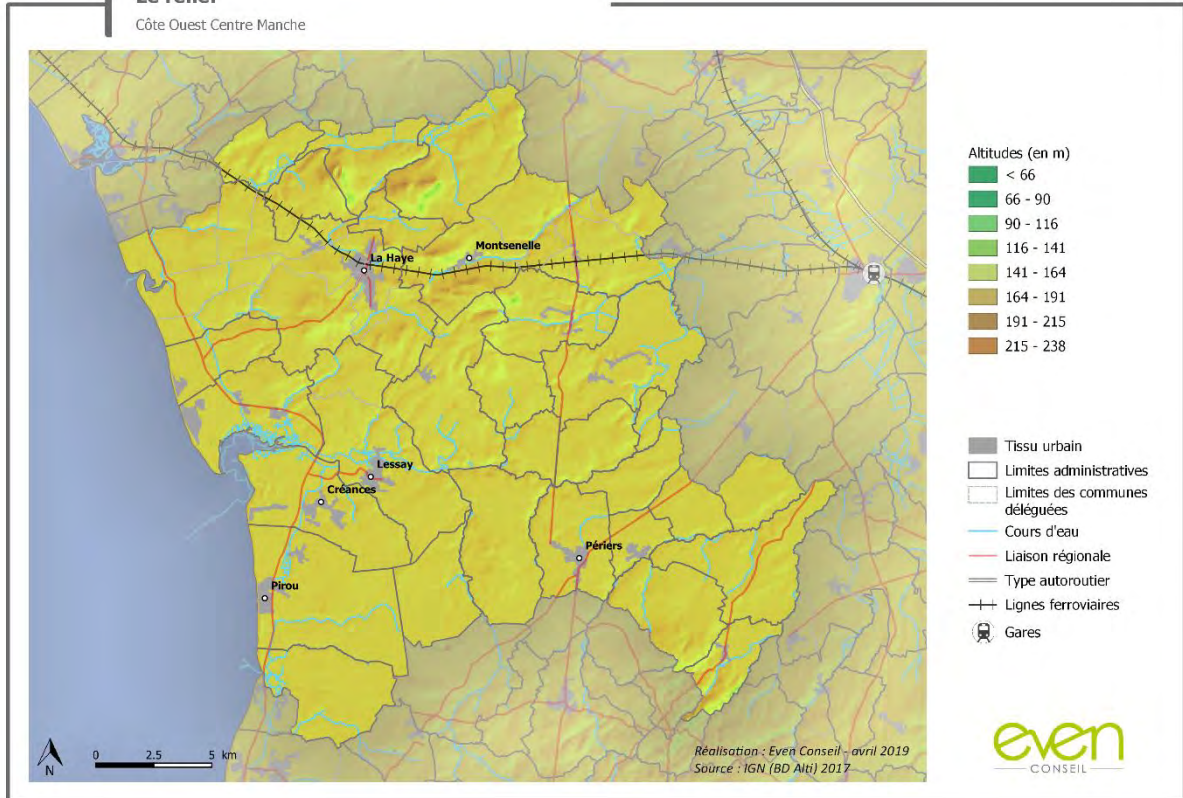 Le relief
Côte Ouest Centre Manche
La Haye
Montsenelle
Lessay
Créances
Périers
Pirou
N
0 2.5 5 km
Réalisation : Even Conseil - avril 2019
Source : IGN (BD Alti) 2017
Altitudes (en m)
< 66
66 - 90
90 - 116
116 - 141
141 - 164
164 - 191
191 - 215
215 - 238
Tissu urbain
Limites administratives
Limites des communes
déléguées
Cours d'eau
Liaison régionale
Type autoroutier
Lignes ferroviaires
Gares
even
CONSEIL